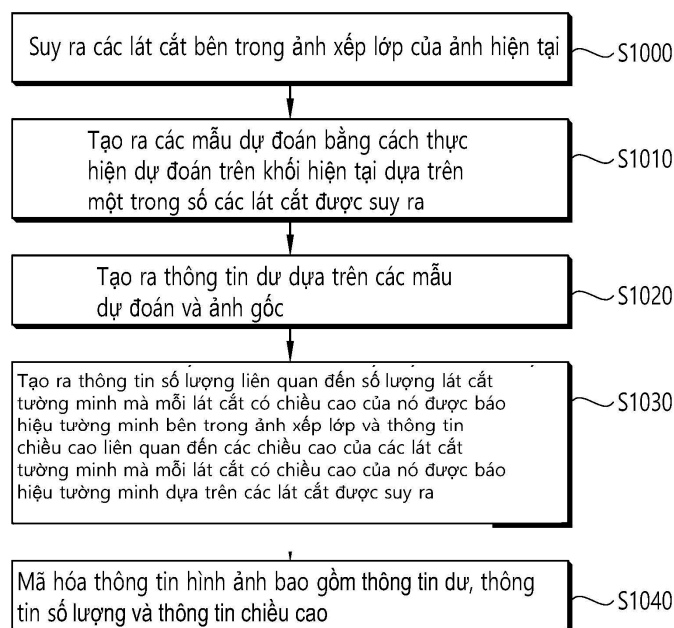 Suy ra các lát cắt bên trong ảnh xếp lớp của ảnh hiện tại
S1000
Tạo ra các mẫu dự đoán bằng cách thực
hiện dự đoán trên khối hiện tại dựa trên
một trong số các lát cắt được suy ra
S1010
Tạo ra thông tin dư dựa trên các mẫu
dự đoán và ảnh gốc
S1020
Tạo ra thông tin số lượng liên quan đến số lượng lát cắt
tường minh mà mỗi lát cắt có chiều cao của nó được báo
hiệu tường minh bên trong ảnh xếp lớp và thông tin
chiều cao liên quan đến các chiều cao của các lát cắt
tường minh mà mỗi lát cắt có chiều cao của nó được báo
hiệu tường minh dựa trên các lát cắt được suy ra
S1030
Mã hóa thông tin hình ảnh bao gồm thông tin dư, thông
tin số lượng và thông tin chiều cao
S1040